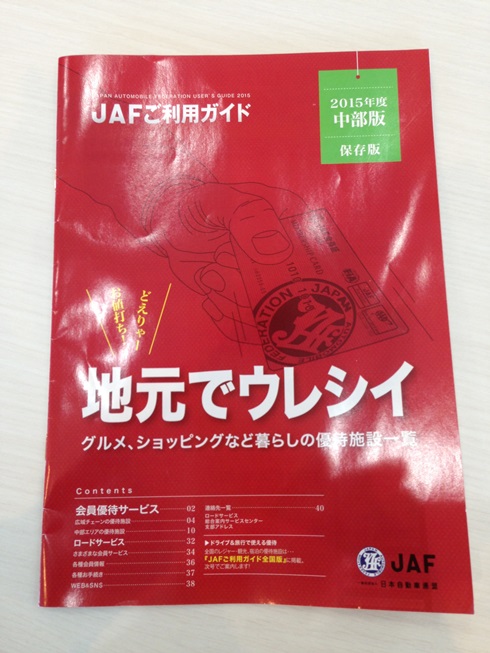 JAPAN AUTOMOBILE FEDERATION USER'S GUIDE 2015
JAFご利用ガイド
2015年度
中部版
保存版
どえりゃー
お値打ち!
FEDERATION
JAPAN
地元でウレシイ
グルメ、ショッピングなど暮らしの優待施設一覧
Contents
会員優待サービス 02
広域チェーンの優待施設 04
中部エリアの優待施設 10
ロードサービス 32
さまざまな会員サービス 34
各種会員情報 36
各種お手続き 37
WEB&SNS 38
連絡先一覧 40
ロードサービス
総合案内サービスセンター
支部アドレス
▶ドライブ&旅行で使える優待
全国のレジャー・観光、宿泊の優待施設は…
「JAFご利用ガイド全国版」に掲載。
次号でご案内します!
JAF
日本自動車連盟